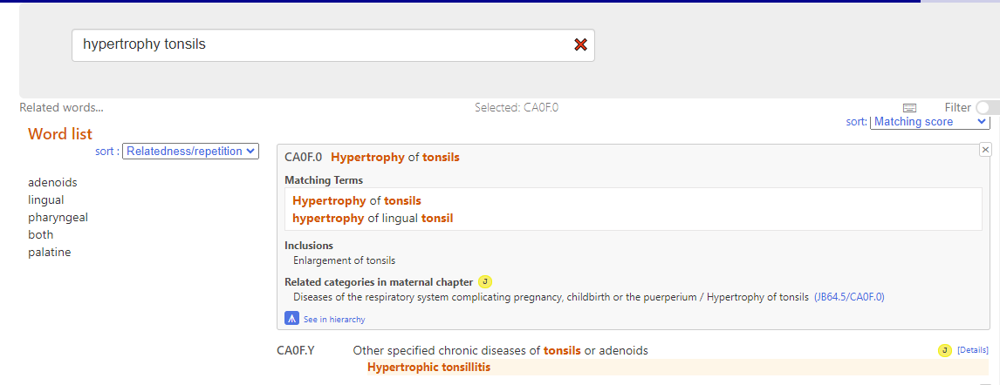 hypertrophy tonsils
Related words...
Selected: CA0F.0
Filter
sort: Matching score
Word list
sort : Relatedness/repetition
adenoids
lingual
pharyngeal
both
palatine
CA0F.0 Hypertrophy of tonsils
Matching Terms
Hypertrophy of tonsils
hypertrophy of lingual tonsil
Inclusions
Enlargement of tonsils
Related categories in maternal chapter J
Diseases of the respiratory system complicating pregnancy, childbirth or the puerperium / Hypertrophy of tonsils (JB64.5/CA0F.0)
See in hierarchy
CA0F.Y Other specified chronic diseases of tonsils or adenoids J [Details]
Hypertrophic tonsillitis